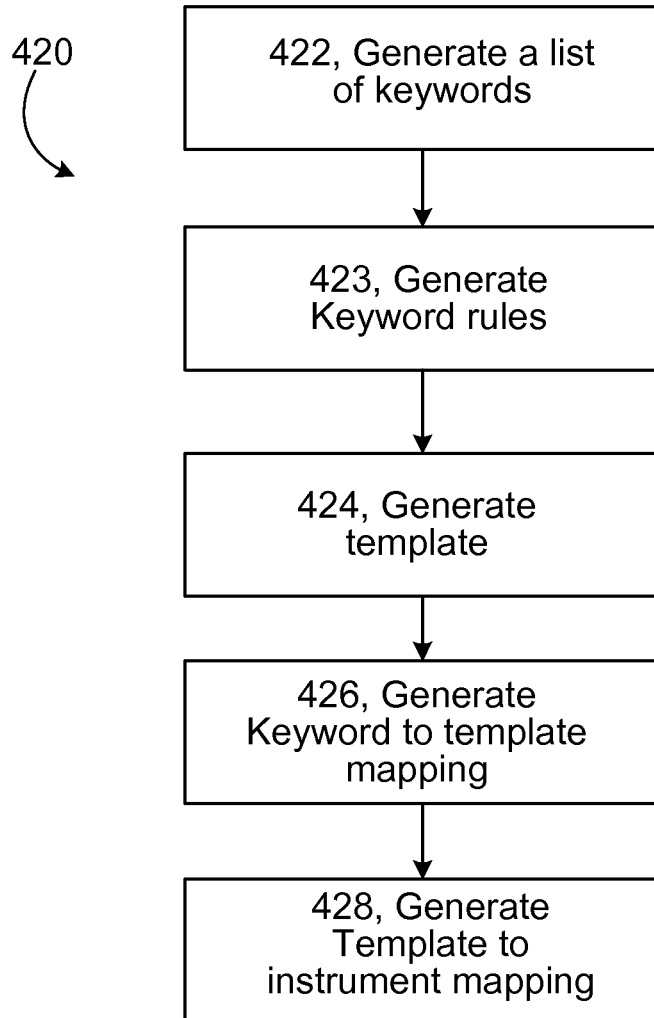 420
422, Generate a list
of keywords
423, Generate
Keyword rules
424, Generate
template
426, Generate
Keyword to template
mapping
428, Generate
Template to
instrument mapping